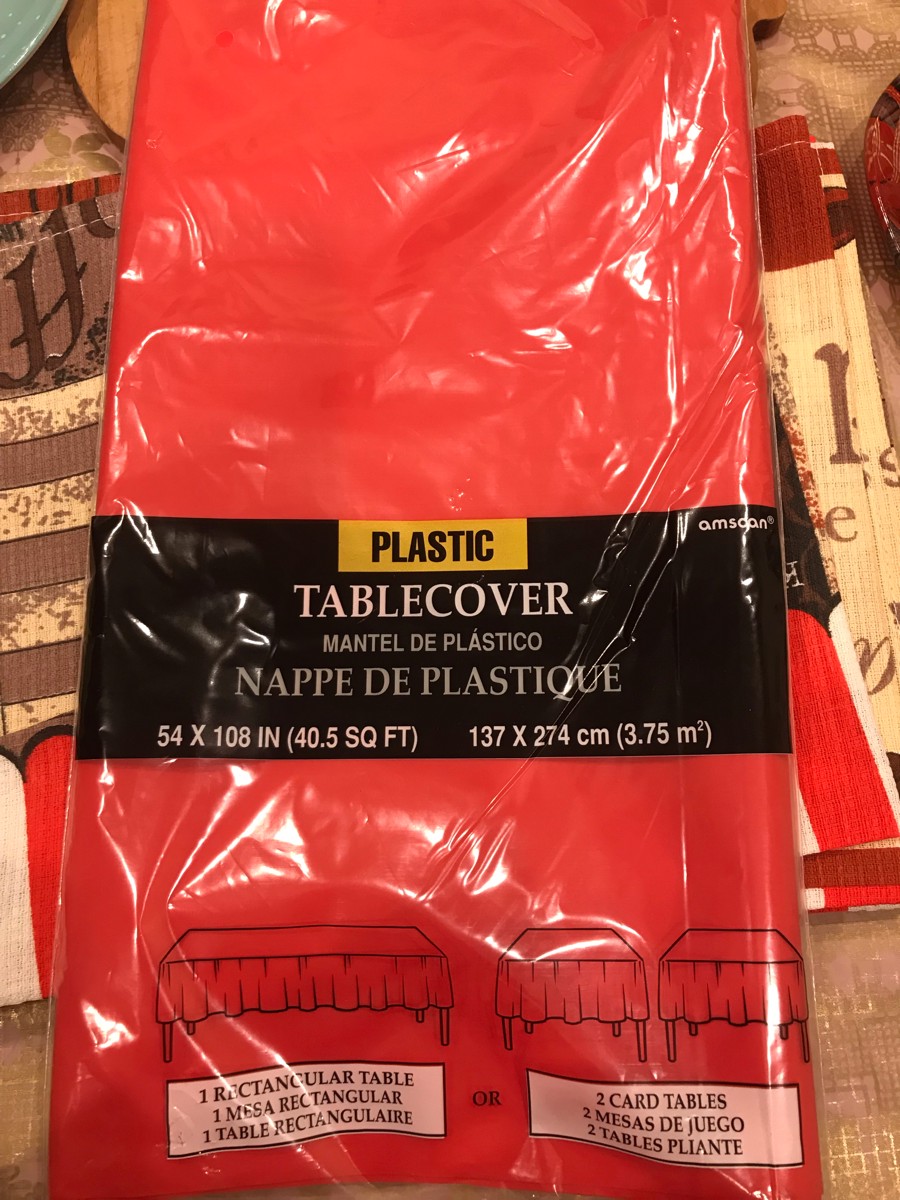 PLASTIC
amscan®
TABLECOVER
MANTEL DE PLÁSTICO
NAPPE DE PLASTIQUE
54 X 108 IN (40.5 SQ FT) 137 X 274 cm (3.75 m²)
1 RECTANGULAR TABLE
1 MESA RECTANGULAR
1 TABLE RECTANGULAIRE
OR
2 CARD TABLES
2 MESAS DE JUEGO
2 TABLES PLIANTE